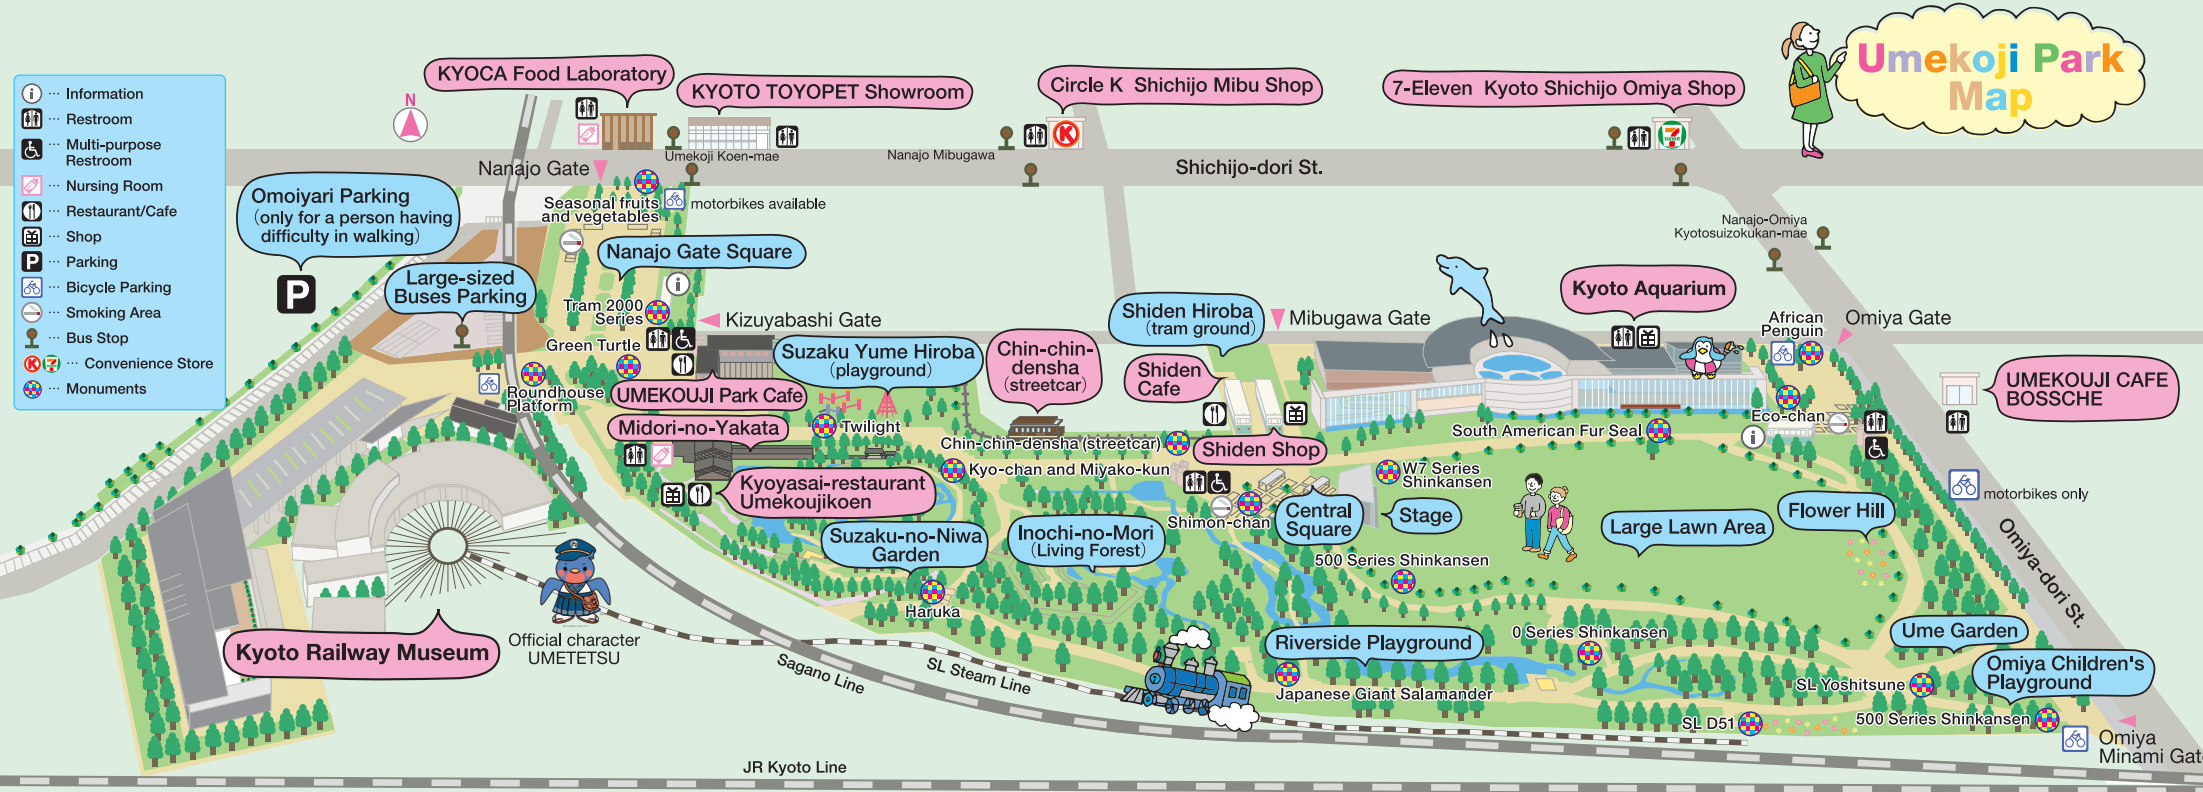 Umekoji Park
Map
N
i … Information
… Restroom
… Multi-purpose
Restroom
… Nursing Room
… Restaurant/Cafe
… Shop
P … Parking
… Bicycle Parking
… Smoking Area
… Bus Stop
K 7 … Convenience Store
… Monuments
KYOCA Food Laboratory
KYOTO TOYOPET Showroom
Circle K Shichijo Mibu Shop
K
7-Eleven Kyoto Shichijo Omiya Shop
7
ELEVEN
Umekoji Koen-mae
Nanajo Mibugawa
Nanajo Gate
Shichijo-dori St.
Omoiyari Parking
(only for a person having
difficulty in walking)
P
Seasonal fruits
and vegetables
motorbikes available
Nanajo-Omiya
Kyotosuizokukan-mae
Nanajo Gate Square
i
Large-sized
Buses Parking
Tram 2000
Series
Kizuyabashi Gate
Shiden Hiroba
(tram ground)
Mibugawa Gate
Kyoto Aquarium
African
Penguin
Omiya Gate
Green Turtle
Suzaku Yume Hiroba
(playground)
Chin-chin-
densha
(streetcar)
Shiden
Cafe
Roundhouse
Platform
UMEKOUJI Park Cafe
UMEKOUJI CAFE
BOSSCHE
Eco-chan
Midori-no-Yakata
Twilight
Chin-chin-densha (streetcar)
Shiden Shop
South American Fur Seal
i
Kyo-chan and Miyako-kun
W7 Series
Shinkansen
Kyoyasai-restaurant
Umekoujikoen
motorbikes only
Shimon-chan
Central
Square
Stage
Large Lawn Area
Flower Hill
Suzaku-no-Niwa
Garden
Inochi-no-Mori
(Living Forest)
Omiya-dori St.
500 Series Shinkansen
Haruka
Kyoto Railway Museum
Official character
UMETETSU
Riverside Playground
0 Series Shinkansen
Ume Garden
Sagano Line
SL Steam Line
Japanese Giant Salamander
SL Yoshitsune
Omiya Children's
Playground
SL D51
500 Series Shinkansen
Omiya
Minami Gate
JR Kyoto Line